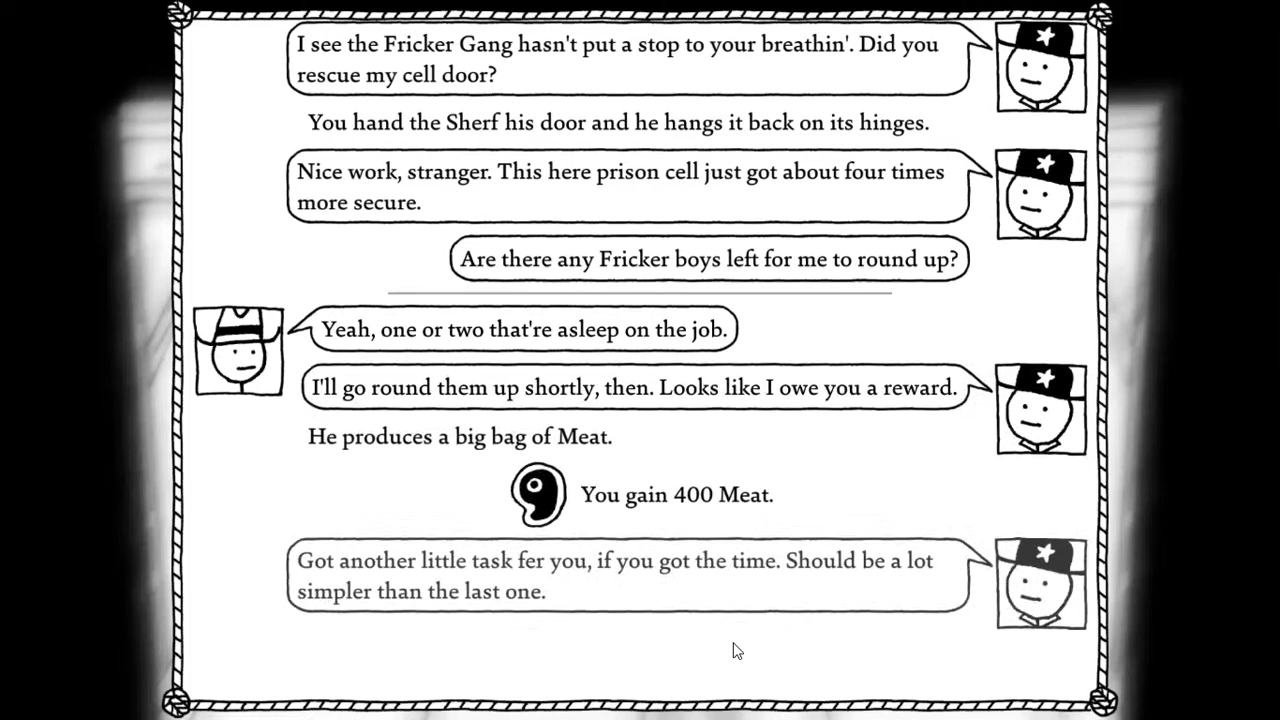 I see the Fricker Gang hasn't put a stop to your breathin'. Did you
rescue my cell door?
You hand the Sherf his door and he hangs it back on its hinges.
Nice work, stranger. This here prison cell just got about four times
more secure.
Are there any Fricker boys left for me to round up?
Yeah, one or two that're asleep on the job.
I'll go round them up shortly, then. Looks like I owe you a reward.
He produces a big bag of Meat.
You gain 400 Meat.
Got another little task fer you, if you got the time. Should be a lot
simpler than the last one.